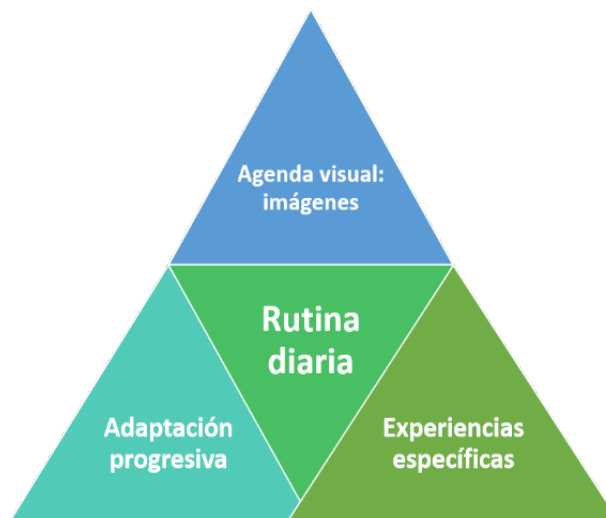 Agenda visual:
imágenes
Rutina
diaria
Adaptación
progresiva
Experiencias
específicas